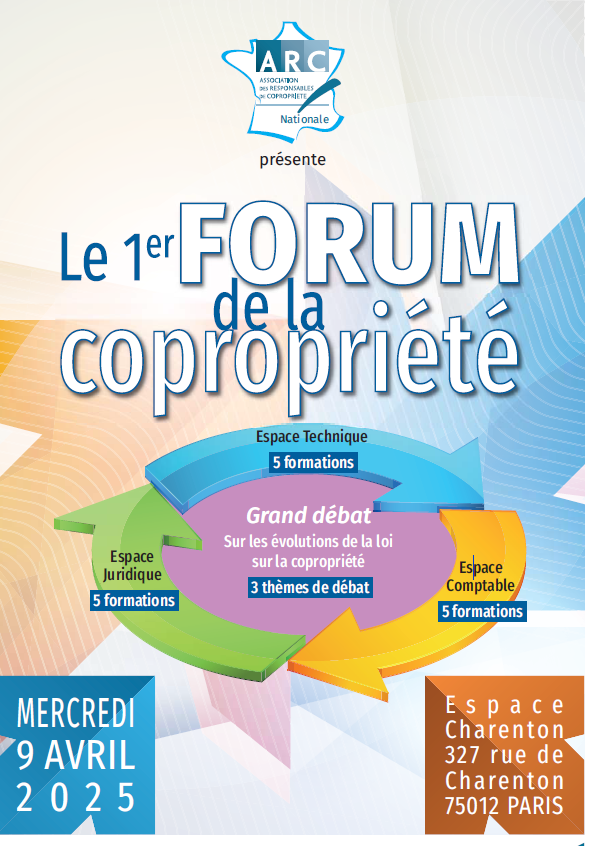 ARC
ASSOCIATION
DES RESPONSABLES
DE COPROPRIÉTÉ
Nationale
présente
Le 1er FORUM
de la
copropriété
Espace Technique
5 formations
Grand débat
Sur les évolutions de la loi
sur la copropriété
3 thèmes de débat
Espace
Juridique
5 formations
Espace
Comptable
5 formations
MERCREDI
9 AVRIL
2025
Espace
Charenton
327 rue de
Charenton
75012 PARIS